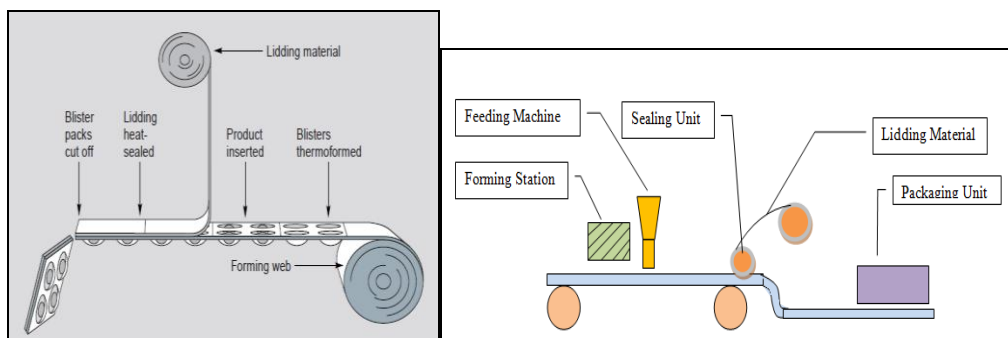 Lidding material
Blister
packs
cut off
Lidding
heat-
sealed
Product
inserted
Blisters
thermoformed
Forming web
Feeding Machine
Sealing Unit
Lidding Material
Forming Station
Packaging Unit